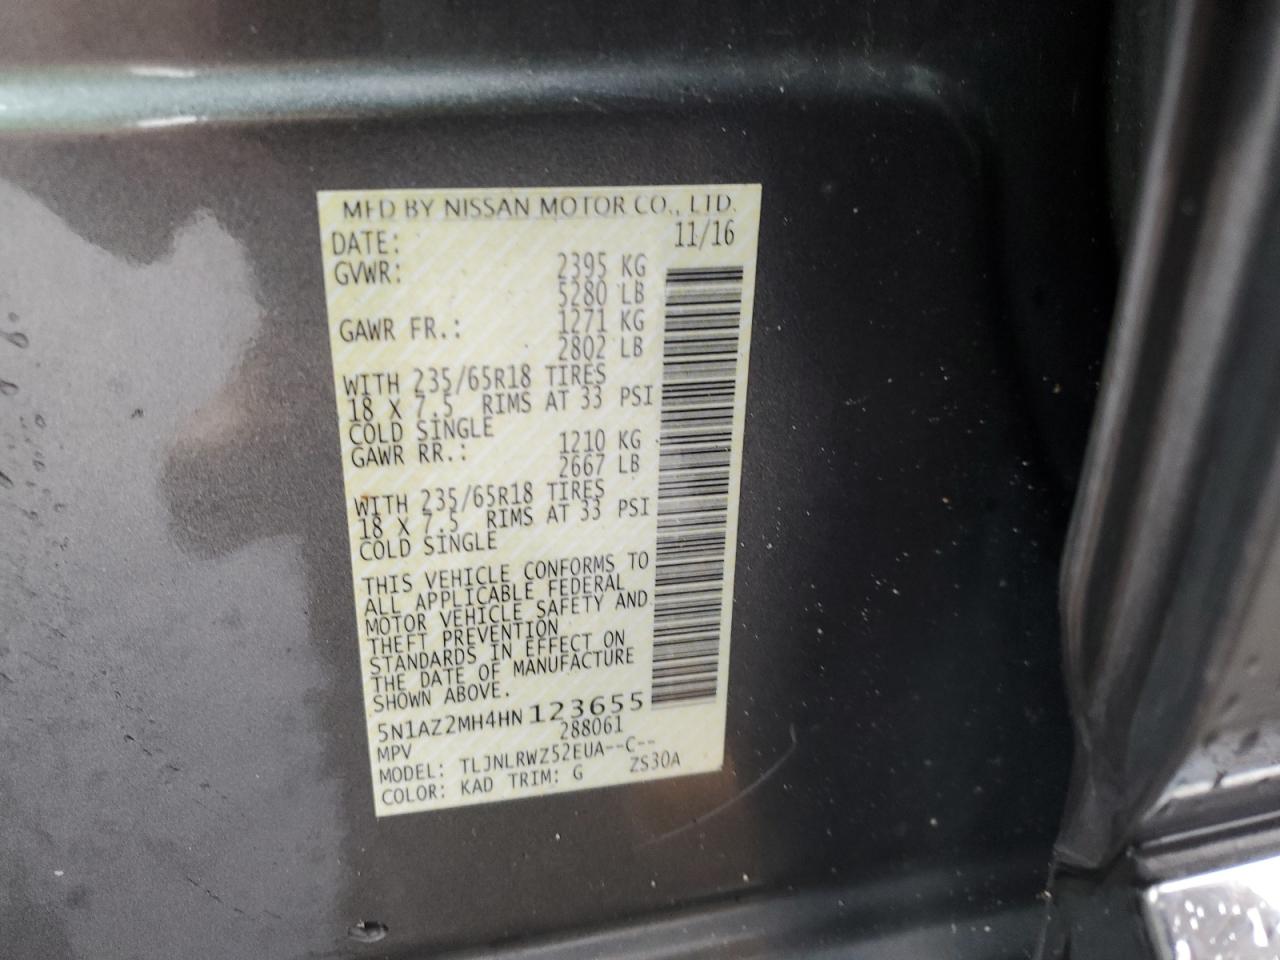 MFD BY NISSAN MOTOR CO., LTD.
DATE: 11/16
GVWR: 2395 KG
5280 LB
GAWR FR.: 1271 KG
2802 LB
WITH 235/65R18 TIRES
18 X 7.5 RIMS AT 33 PSI
COLD SINGLE
GAWR RR.: 1210 KG
2667 LB
WITH 235/65R18 TIRES
18 X 7.5 RIMS AT 33 PSI
COLD SINGLE
THIS VEHICLE CONFORMS TO
ALL APPLICABLE FEDERAL
MOTOR VEHICLE SAFETY AND
THEFT PREVENTION
STANDARDS IN EFFECT ON
THE DATE OF MANUFACTURE
SHOWN ABOVE.
5N1AZ2MH4HN123655
MPV 288061
MODEL: TLJNLRWZ52EUA--C--
COLOR: KAD TRIM: G ZS30A